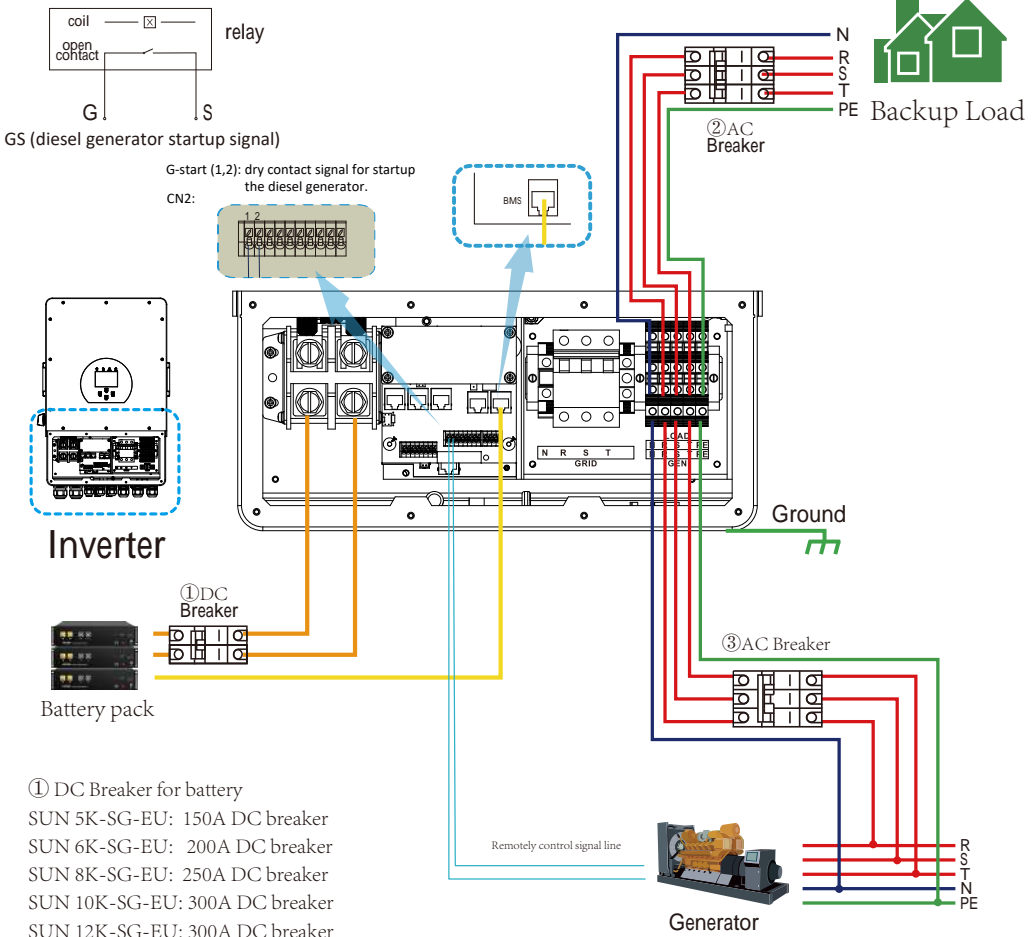 coil
X
open
contact
relay
G
S
GS (diesel generator startup signal)
G-start (1,2): dry contact signal for startup
the diesel generator.
CN2:
1 2
BMS
N
R
S
T
PE
Backup Load
②AC
Breaker
LOAD
N R S T PE
N R S T PE
GEN
N R S T
GRID
Inverter
Ground
①DC
Breaker
Battery pack
③AC Breaker
① DC Breaker for battery
SUN 5K-SG-EU: 150A DC breaker
SUN 6K-SG-EU: 200A DC breaker
SUN 8K-SG-EU: 250A DC breaker
SUN 10K-SG-EU: 300A DC breaker
SUN 12K-SG-EU: 300A DC breaker
Remotely control signal line
Generator
R
S
T
N
PE